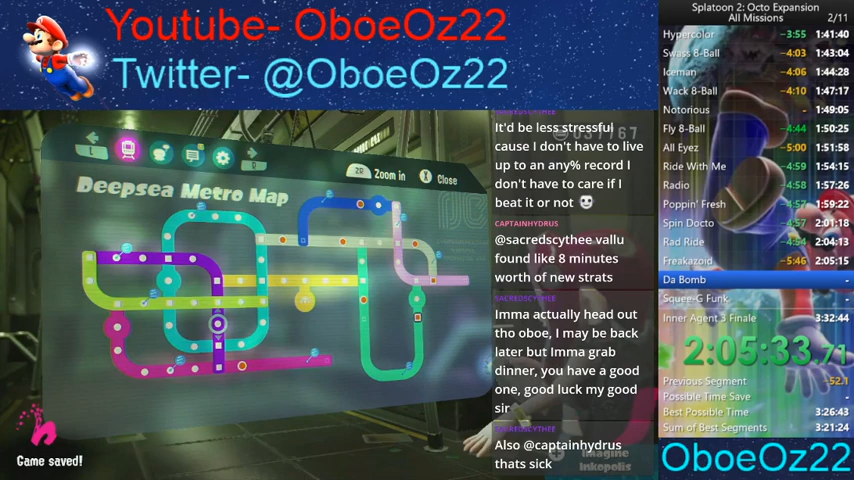 Youtube- OboeOz22
Twitter- @OboeOz22
L
R
ZR Zoom in
X Close
Deepsea Metro Map
Game saved!
037767
It'd be less stressful
cause I don't have to live
up to an any% record I
don't have to care if I
beat it or not
CAPTAINHYDRUS
@sacredscythee vallu
found like 8 minutes
worth of new strats
SACREDSCYTHEE
Imma actually head out
tho oboe, I may be back
later but Imma grab
dinner, you have a good
one, good luck my good
sir
SACREDSCYTHEE
Also @captainhydrus
thats sick
Imagine
Inkopolis
Splatoon 2: Octo Expansion
All Missions 2/11
Hypercolor -3:55 1:41:40
Swass 8-Ball -4:03 1:43:04
Iceman -4:06 1:44:28
Wack 8-Ball -4:10 1:47:17
Notorious - 1:49:05
Fly 8-Ball -4:44 1:50:25
All Eyez -5:00 1:51:58
Ride With Me -4:59 1:54:15
Radio -4:58 1:57:26
Poppin' Fresh -4:57 1:59:22
Spin Docto -4:57 2:01:18
Rad Ride -4:54 2:04:13
Freakazoid -5:46 2:05:15
Da Bomb -
Squee-G Funk -
Inner Agent 3 Finale 3:32:44
2:05:33.71
Previous Segment -52.1
Possible Time Save -
Best Possible Time 3:26:43
Sum of Best Segments 3:21:24
OboeOz22